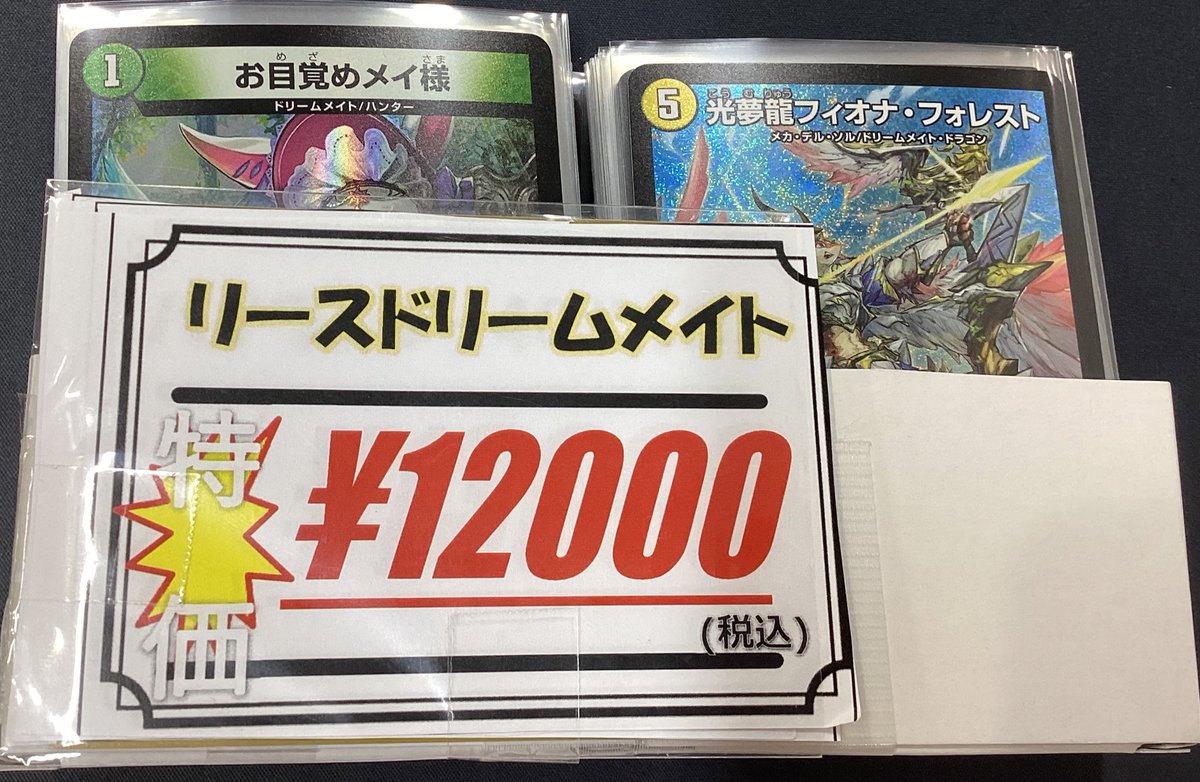 1
めざ さま
お目覚めメイ様
ドリームメイト/ハンター
5
こうむりゅう
光夢龍フィオナ・フォレスト
メカ・デル・ソル/ドリームメイト・ドラゴン
リースドリームメイト
特価
¥12000
(税込)